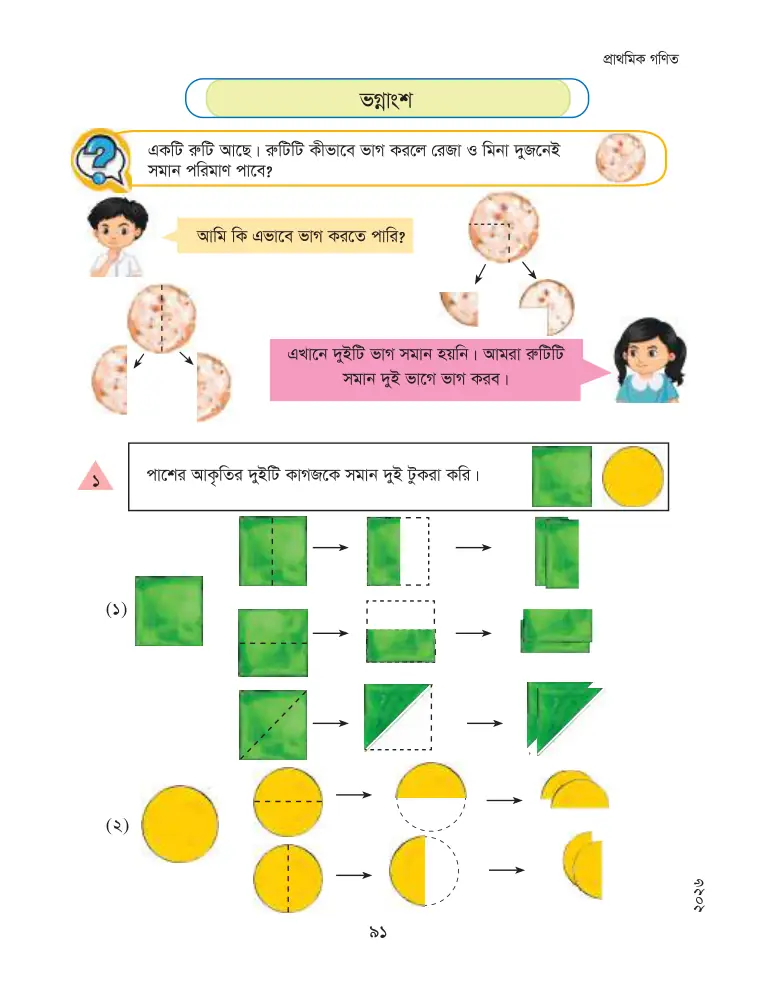 প্রাথমিক গণিত
ভগ্নাংশ
একটি রুটি আছে। রুটিটি কীভাবে ভাগ করলে রেজা ও মিনা দুজনেই
সমান পরিমাণ পাবে?
আমি কি এভাবে ভাগ করতে পারি?
এখানে দুইটি ভাগ সমান হয়নি। আমরা রুটিটি
সমান দুই ভাগে ভাগ করব।
১
পাশের আকৃতির দুইটি কাগজকে সমান দুই টুকরা করি।
(১)
(২)
২০২৬
৯১